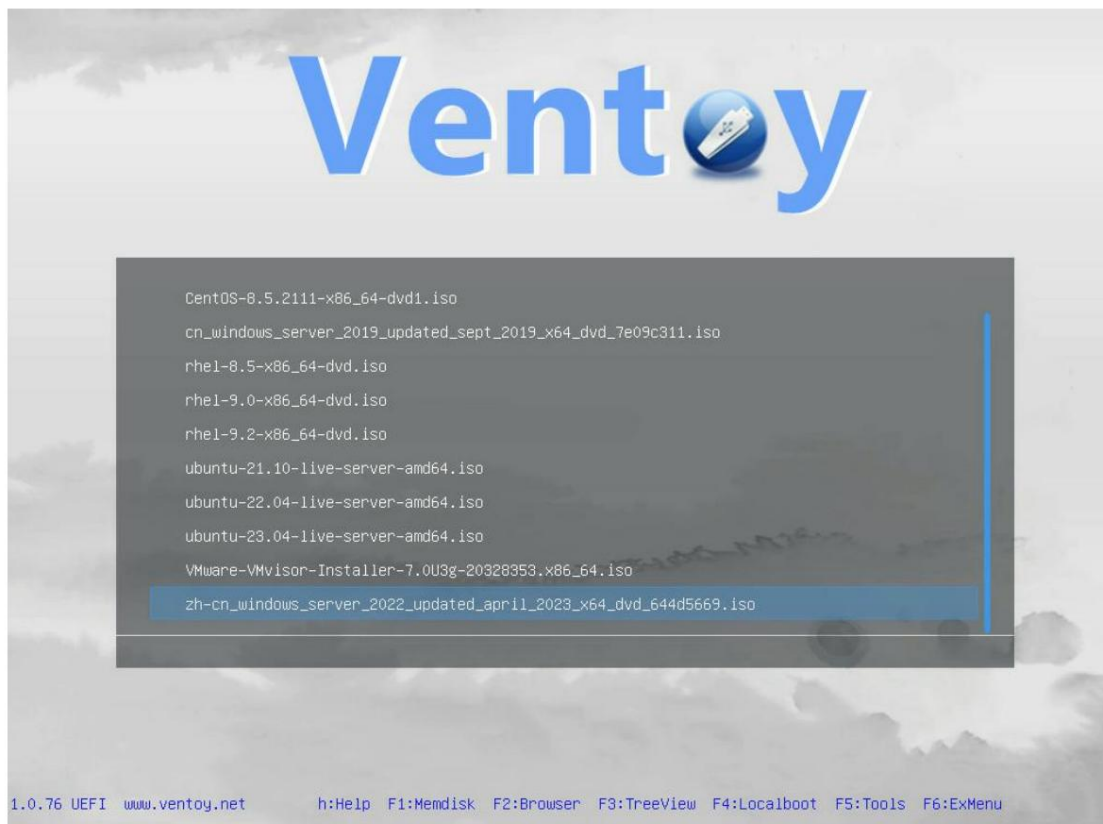 Ventoy
CentOS-8.5.2111-x86_64-dvd1.iso
cn_windows_server_2019_updated_sept_2019_x64_dvd_7e09c311.iso
rhel-8.5-x86_64-dvd.iso
rhel-9.0-x86_64-dvd.iso
rhel-9.2-x86_64-dvd.iso
ubuntu-21.10-live-server-amd64.iso
ubuntu-22.04-live-server-amd64.iso
ubuntu-23.04-live-server-amd64.iso
VMware-VMvisor-Installer-7.0U3g-20328353.x86_64.iso
zh-cn_windows_server_2022_updated_april_2023_x64_dvd_644d5669.iso
1.0.76 UEFI www.ventoy.net h:Help F1:Memdisk F2:Browser F3:TreeView F4:Localboot F5:Tools F6:ExMenu